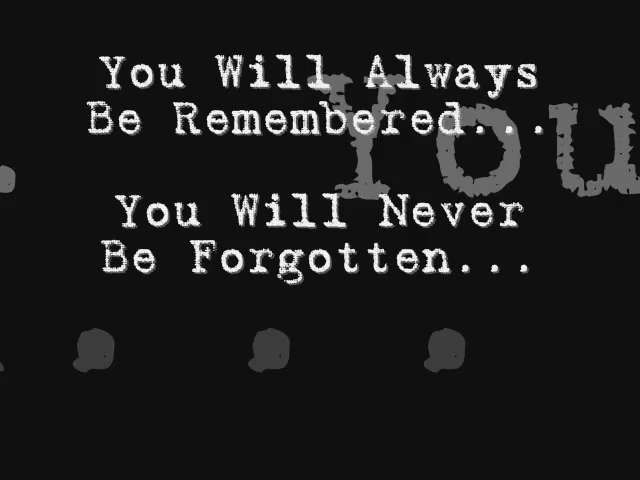 You Will Always
Be Remembered...
You
You Will Never
Be Forgotten...
. . . .